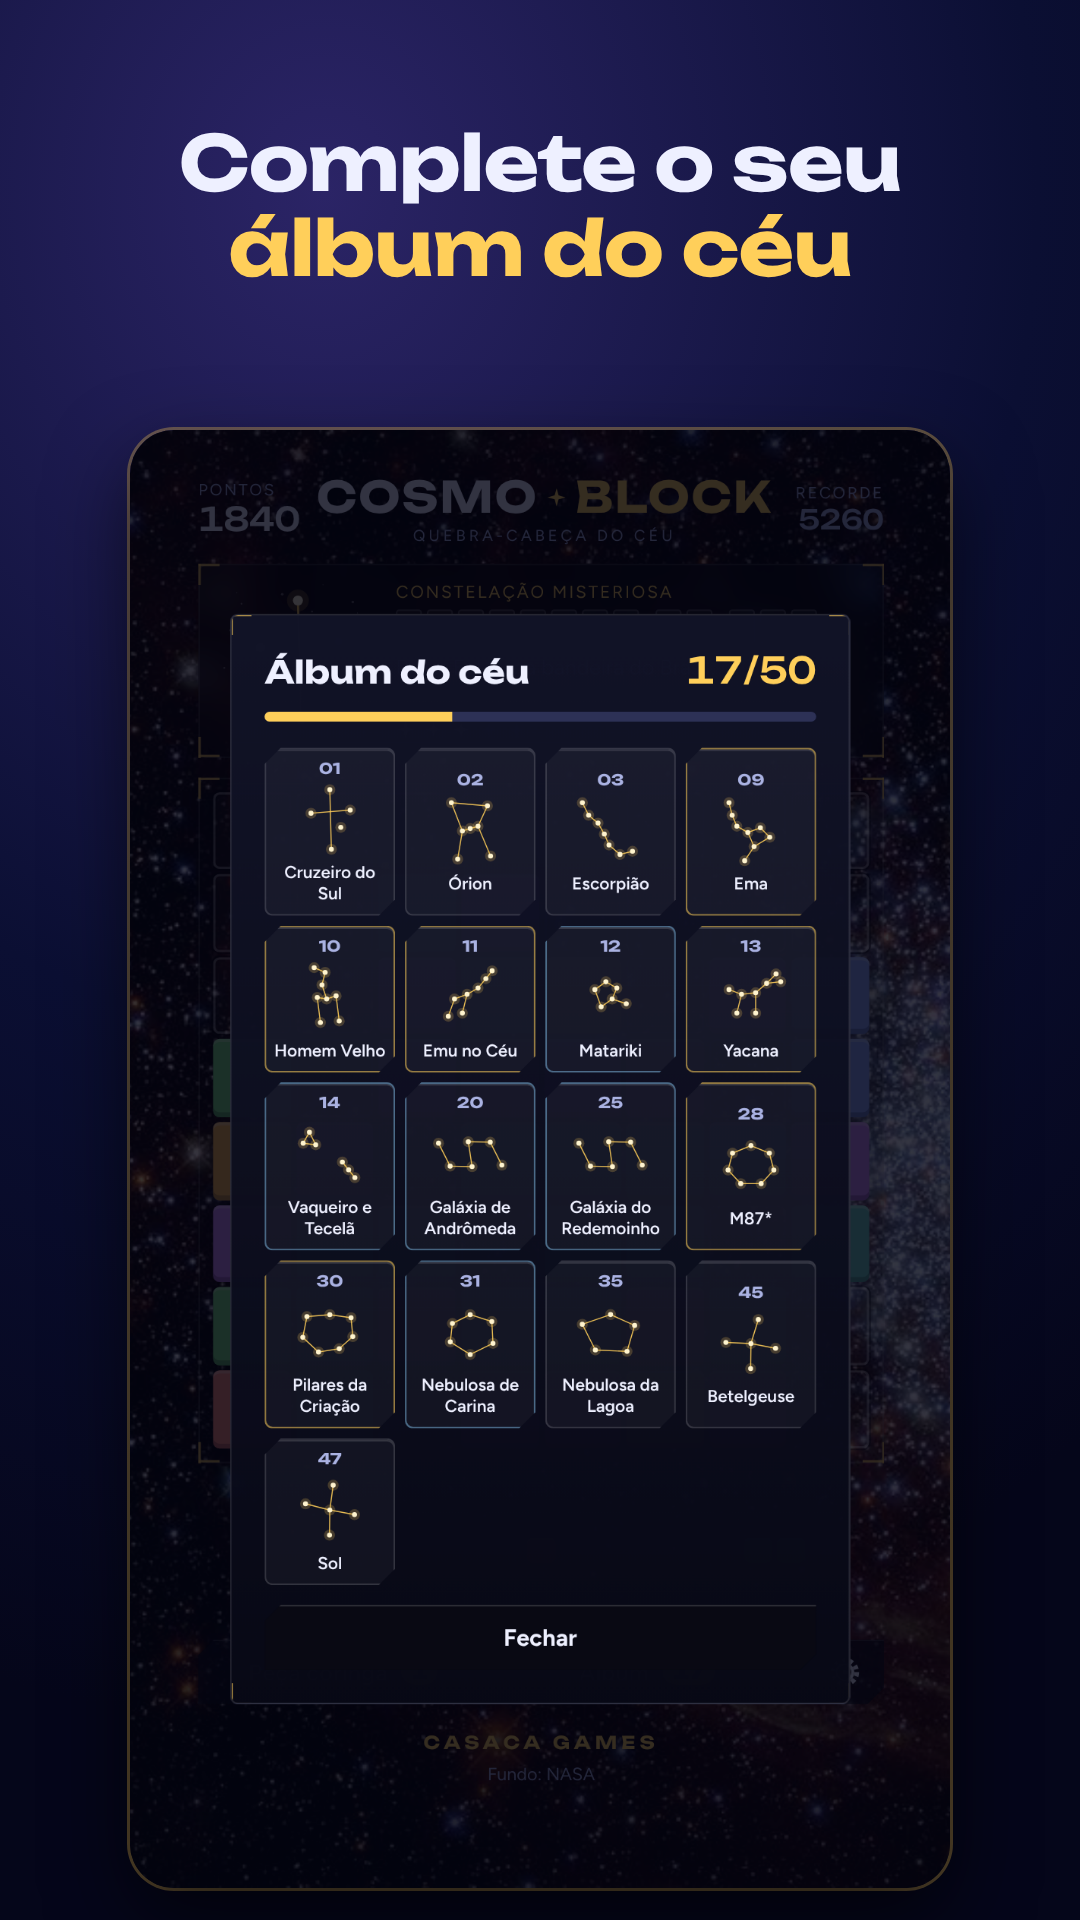 Complete o seu
álbum do céu
PONTOS
1840
COSMO BLOCK
QUEBRA-CABEÇA DO CÉU
RECORDE
5260
CONSTELAÇÃO MISTERIOSA
Álbum do céu
17/50
01
Cruzeiro do
Sul
02
Órion
03
Escorpião
09
Ema
10
Homem Velho
11
Emu no Céu
12
Matariki
13
Yacana
14
Vaqueiro e
Tecelã
20
Galáxia de
Andrômeda
25
Galáxia do
Redemoinho
28
M87*
30
Pilares da
Criação
31
Nebulosa de
Carina
35
Nebulosa da
Lagoa
45
Betelgeuse
47
Sol
Fechar
CASACA GAMES
Fundo: NASA